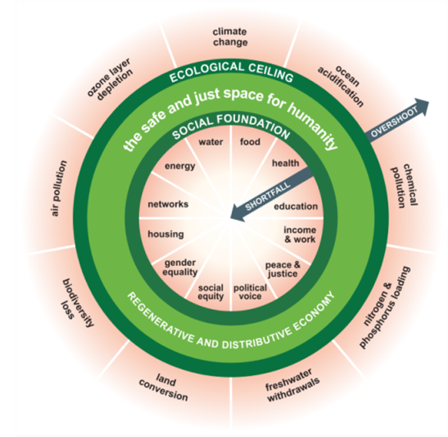 climate
change
ocean
acidification
chemical
pollution
nitrogen &
phosphorus loading
freshwater
withdrawals
land
conversion
biodiversity
loss
air pollution
ozone layer
depletion
ECOLOGICAL CEILING
the safe and just space for humanity
SOCIAL FOUNDATION
OVERSHOOT
SHORTFALL
water
food
health
education
income
& work
peace &
justice
political
voice
social
equity
gender
equality
housing
networks
energy
REGENERATIVE AND DISTRIBUTIVE ECONOMY